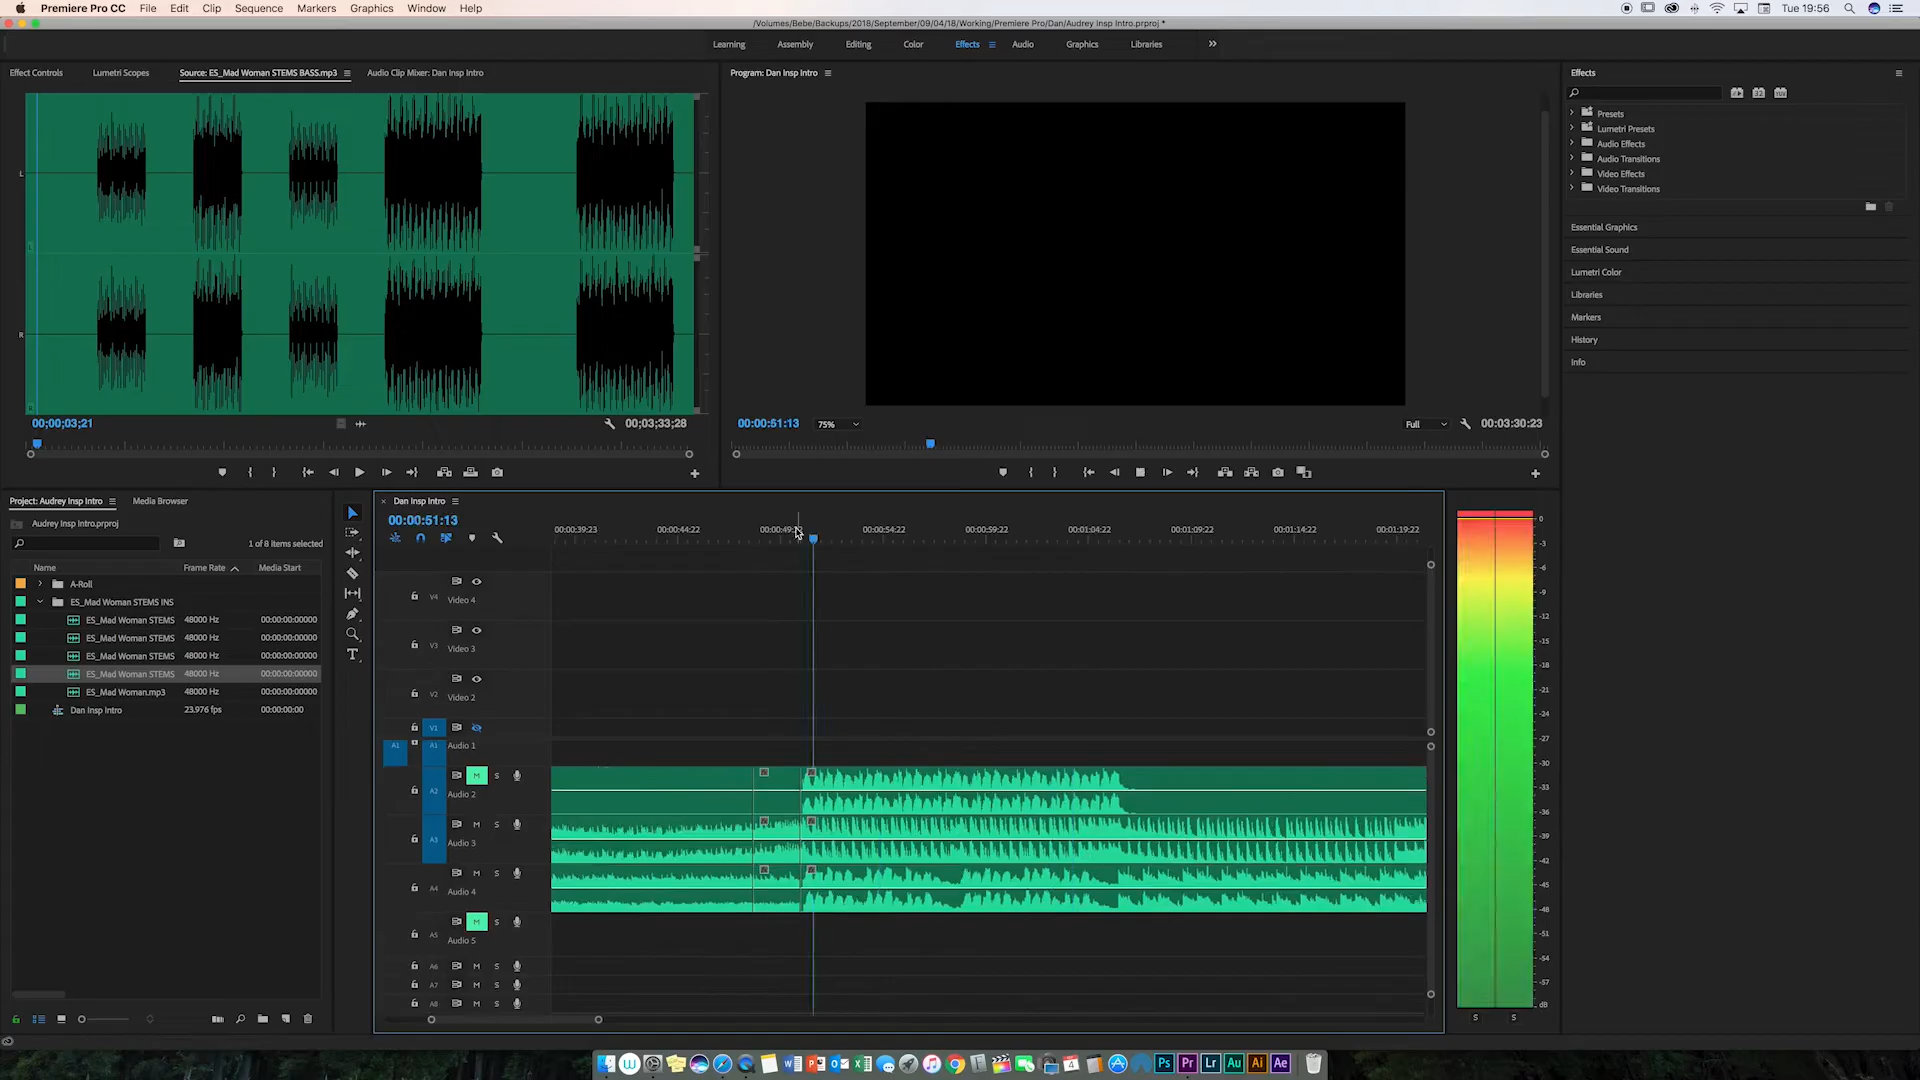 Premiere Pro CC File Edit Clip Sequence Markers Graphics Window Help Tue 19:56
/Volumes/Bebe/Backups/2018/September/09/04/18/Working/Premiere Pro/Dan/Audrey Insp Intro.prproj *
Learning Assembly Editing Color Effects Audio Graphics Libraries
Effect Controls Lumetri Scopes Source: ES_Mad Woman STEMS BASS.mp3 Audio Clip Mixer: Dan Insp Intro
Program: Dan Insp Intro
Effects
Presets
Lumetri Presets
Audio Effects
Audio Transitions
Video Effects
Video Transitions
Essential Graphics
Essential Sound
Lumetri Color
Libraries
Markers
History
Info
L
R
00;00;03;21 00;03;33;28
00:00:51:13 75% Full 00:03:30:23
Project: Audrey Insp Intro Media Browser
Audrey Insp Intro.prproj
1 of 8 items selected
Name Frame Rate Media Start
A-Roll
ES_Mad Woman STEMS INS
ES_Mad Woman STEMS 48000 Hz 00:00:00:00000
ES_Mad Woman STEMS 48000 Hz 00:00:00:00000
ES_Mad Woman STEMS 48000 Hz 00:00:00:00000
ES_Mad Woman STEMS 48000 Hz 00:00:00:00000
ES_Mad Woman.mp3 48000 Hz 00:00:00:00000
Dan Insp Intro 23.976 fps 00:00:00:00
Dan Insp Intro
00:00:51:13
00:00:39:23 00:00:44:22 00:00:54:22 00:00:59:22 00:01:04:22 00:01:09:22 00:01:14:22 00:01:19:22
V4 Video 4
V3 Video 3
V2 Video 2
V1
A1 A1 Audio 1
M S
A2 Audio 2
M S
A3 Audio 3
M S
A4 Audio 4
M S
A5 Audio 5
A6 M S
A7 M S
A8 M S
0
-3
-6
-9
-12
-15
-18
-21
-24
-27
-30
-33
-36
-39
-42
-45
-48
-51
-54
-57
dB
S S
W Ps Pr Lr Au Ai Ae